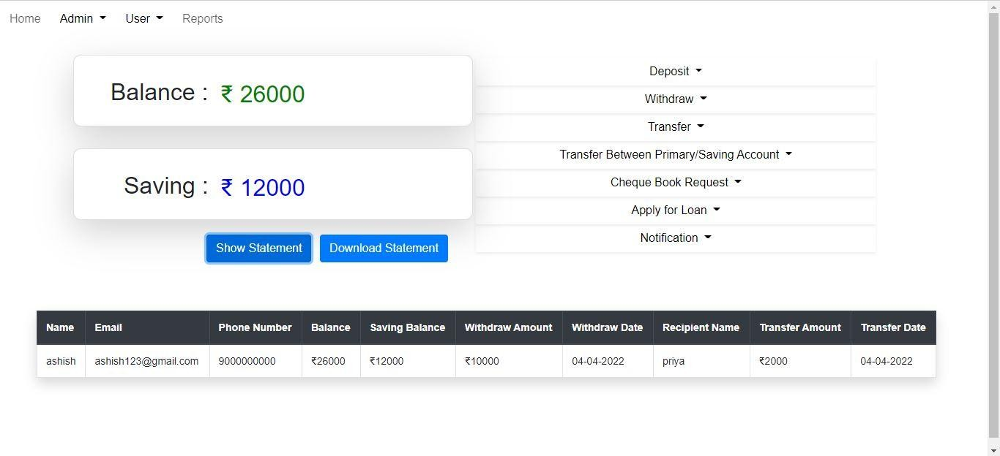 Home Admin User Reports
Balance : ₹ 26000
Saving : ₹ 12000
Show Statement Download Statement
Deposit
Withdraw
Transfer
Transfer Between Primary/Saving Account
Cheque Book Request
Apply for Loan
Notification
Name Email Phone Number Balance Saving Balance Withdraw Amount Withdraw Date Recipient Name Transfer Amount Transfer Date
ashish ashish123@gmail.com 9000000000 ₹26000 ₹12000 ₹10000 04-04-2022 priya ₹2000 04-04-2022